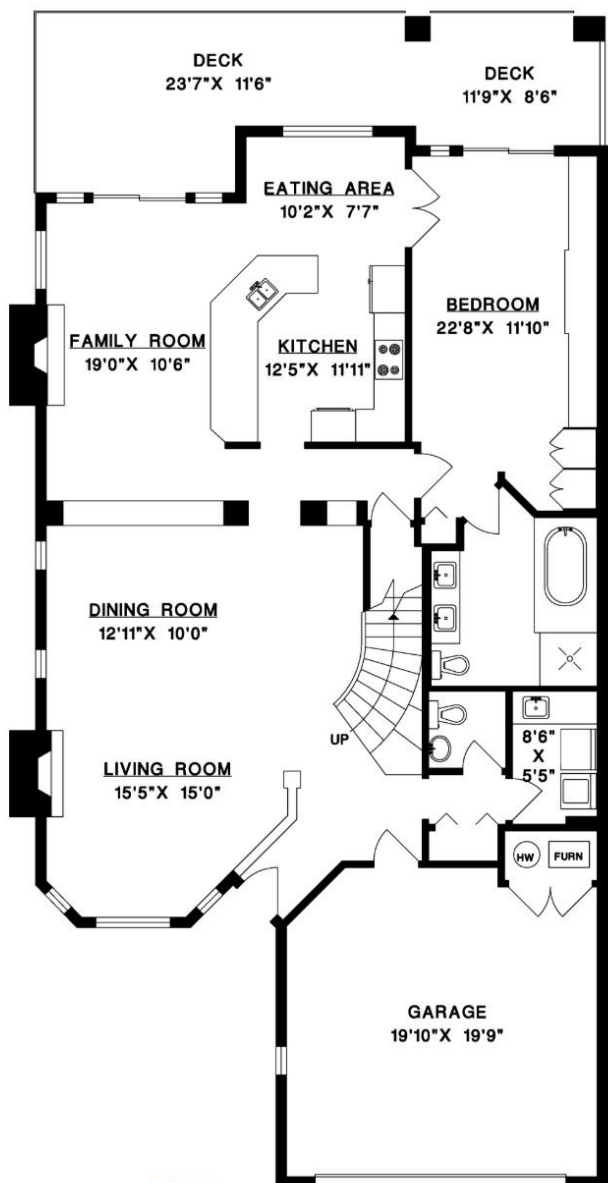 DECK
23'7"X 11'6"
DECK
11'9"X 8'6"
EATING AREA
10'2"X 7'7"
BEDROOM
22'8"X 11'10"
FAMILY ROOM
19'0"X 10'6"
KITCHEN
12'5"X 11'11"
DINING ROOM
12'11"X 10'0"
UP
8'6"
X
5'5"
LIVING ROOM
15'5"X 15'0"
HW
FURN
GARAGE
19'10"X 19'9"